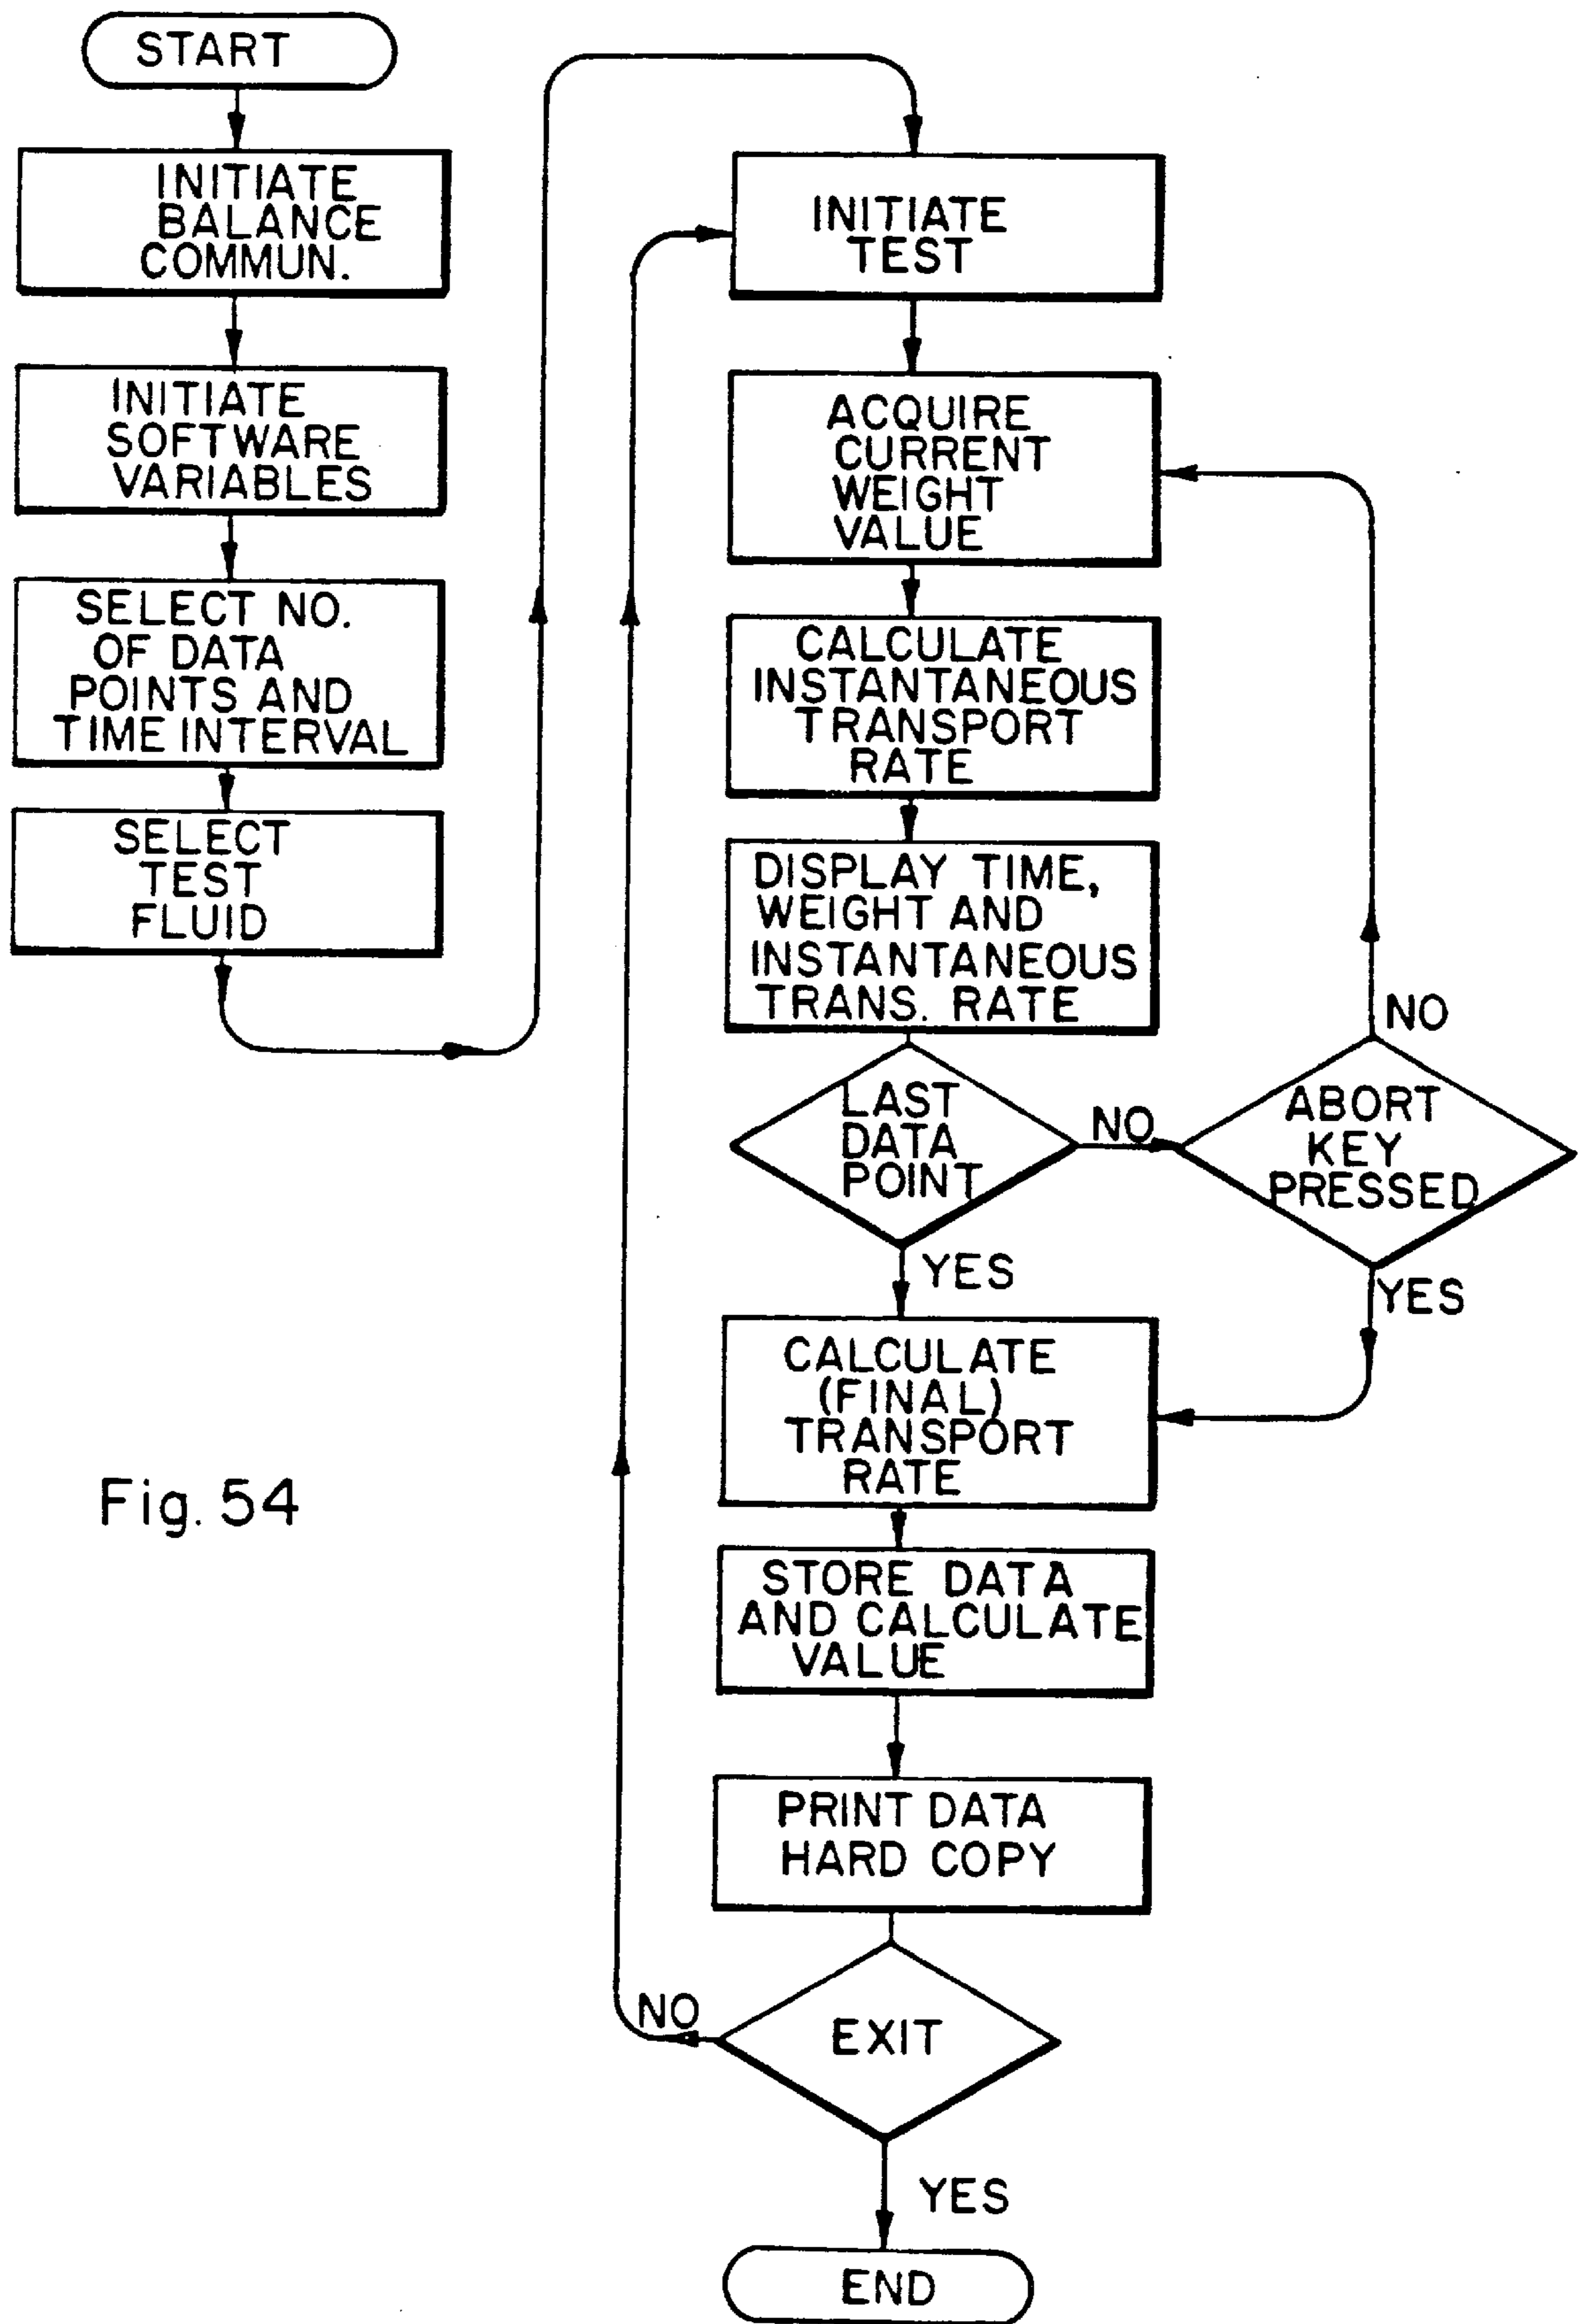 START
INITIATE
BALANCE
COMMUN.
INITIATE
SOFTWARE
VARIABLES
SELECT NO.
OF DATA
POINTS AND
TIME INTERVAL
SELECT
TEST
FLUID
INITIATE
TEST
ACQUIRE
CURRENT
WEIGHT
VALUE
CALCULATE
INSTANTANEOUS
TRANSPORT
RATE
DISPLAY TIME,
WEIGHT AND
INSTANTANEOUS
TRANS. RATE
LAST
DATA
POINT
NO
ABORT
KEY
PRESSED
NO
YES
YES
CALCULATE
(FINAL)
TRANSPORT
RATE
STORE DATA
AND CALCULATE
VALUE
PRINT DATA
HARD COPY
EXIT
NO
YES
END
Fig. 54